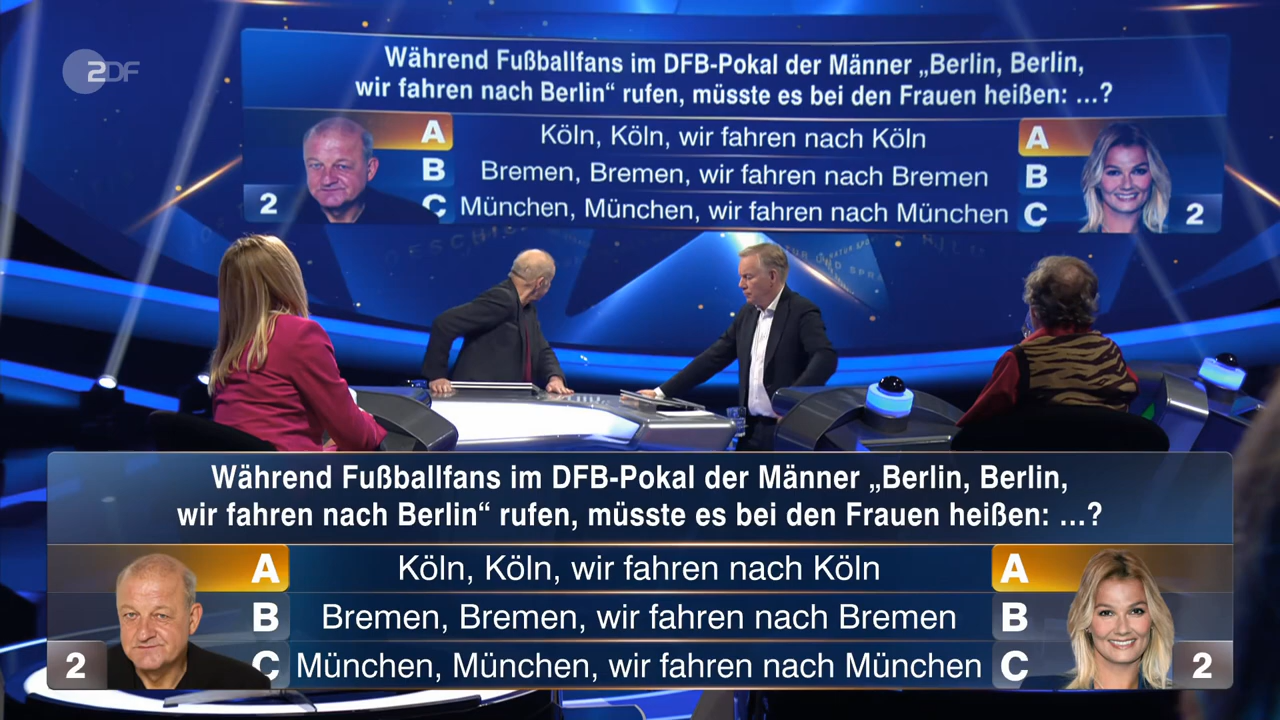 ZDF
Während Fußballfans im DFB-Pokal der Männer „Berlin, Berlin,
wir fahren nach Berlin“ rufen, müsste es bei den Frauen heißen: ...?
A Köln, Köln, wir fahren nach Köln A
B Bremen, Bremen, wir fahren nach Bremen B
2 C München, München, wir fahren nach München C 2
Während Fußballfans im DFB-Pokal der Männer „Berlin, Berlin,
wir fahren nach Berlin“ rufen, müsste es bei den Frauen heißen: ...?
A Köln, Köln, wir fahren nach Köln A
B Bremen, Bremen, wir fahren nach Bremen B
2 C München, München, wir fahren nach München C 2